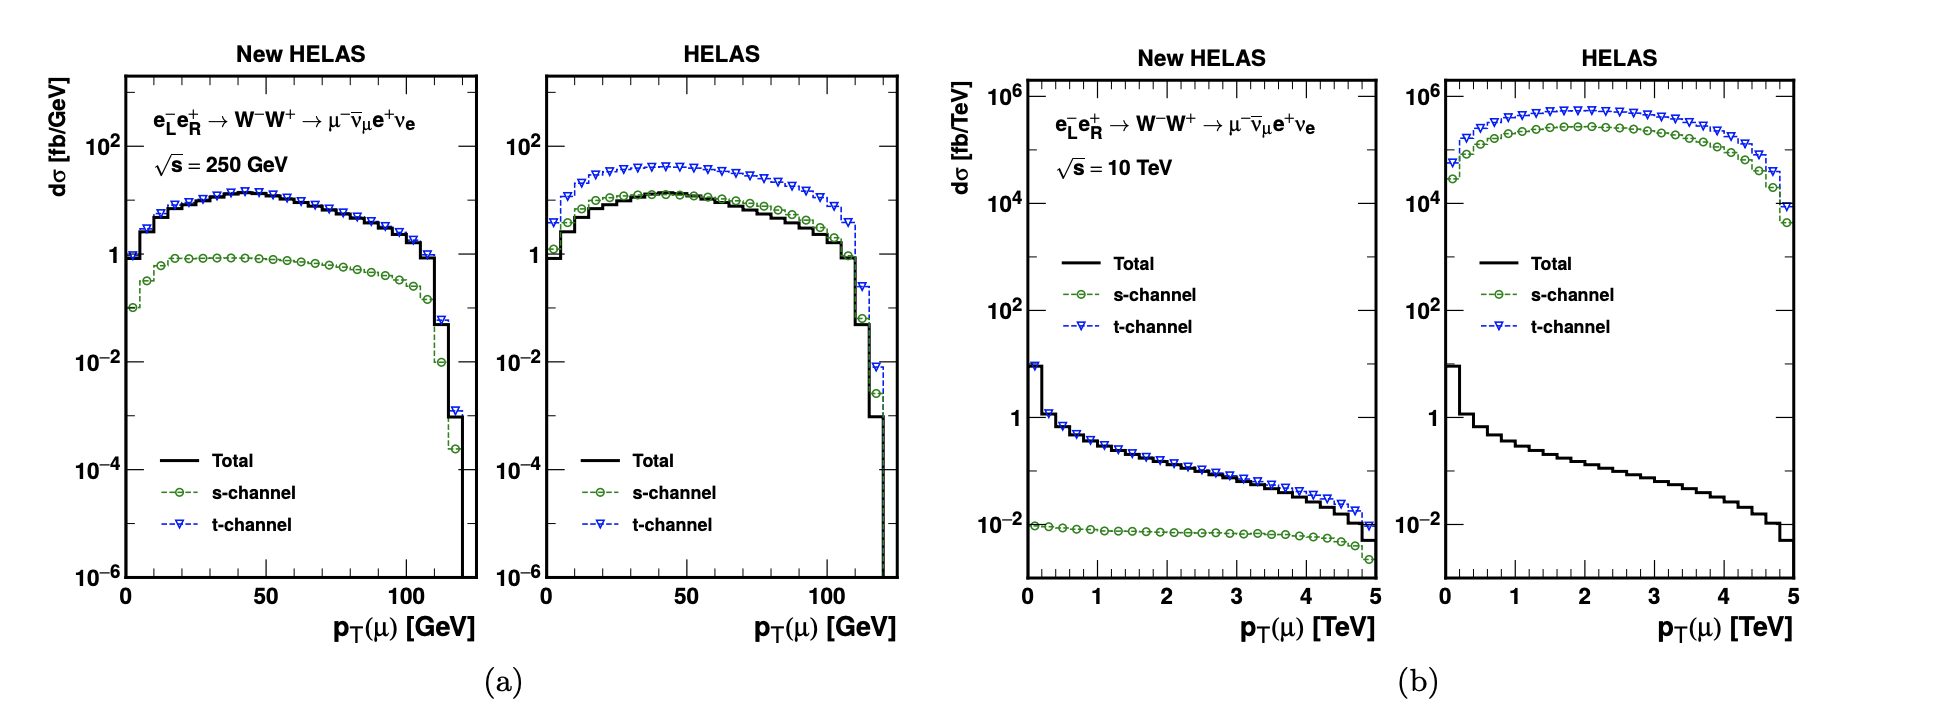 New HELAS
dσ [fb/GeV]
e⁻_L e⁺_R → W⁻W⁺ → μ⁻ν̄_μ e⁺ν_e
√s = 250 GeV
10²
1
10⁻²
10⁻⁴
10⁻⁶
Total
s-channel
t-channel
0 50 100
p_T(μ) [GeV]
HELAS
10²
1
10⁻²
10⁻⁴
10⁻⁶
Total
s-channel
t-channel
0 50 100
p_T(μ) [GeV]
(a)
New HELAS
dσ [fb/TeV]
e⁻_L e⁺_R → W⁻W⁺ → μ⁻ν̄_μ e⁺ν_e
√s = 10 TeV
10⁶
10⁴
10²
1
10⁻²
Total
s-channel
t-channel
0 1 2 3 4 5
p_T(μ) [TeV]
HELAS
10⁶
10⁴
10²
1
10⁻²
Total
s-channel
t-channel
0 1 2 3 4 5
p_T(μ) [TeV]
(b)